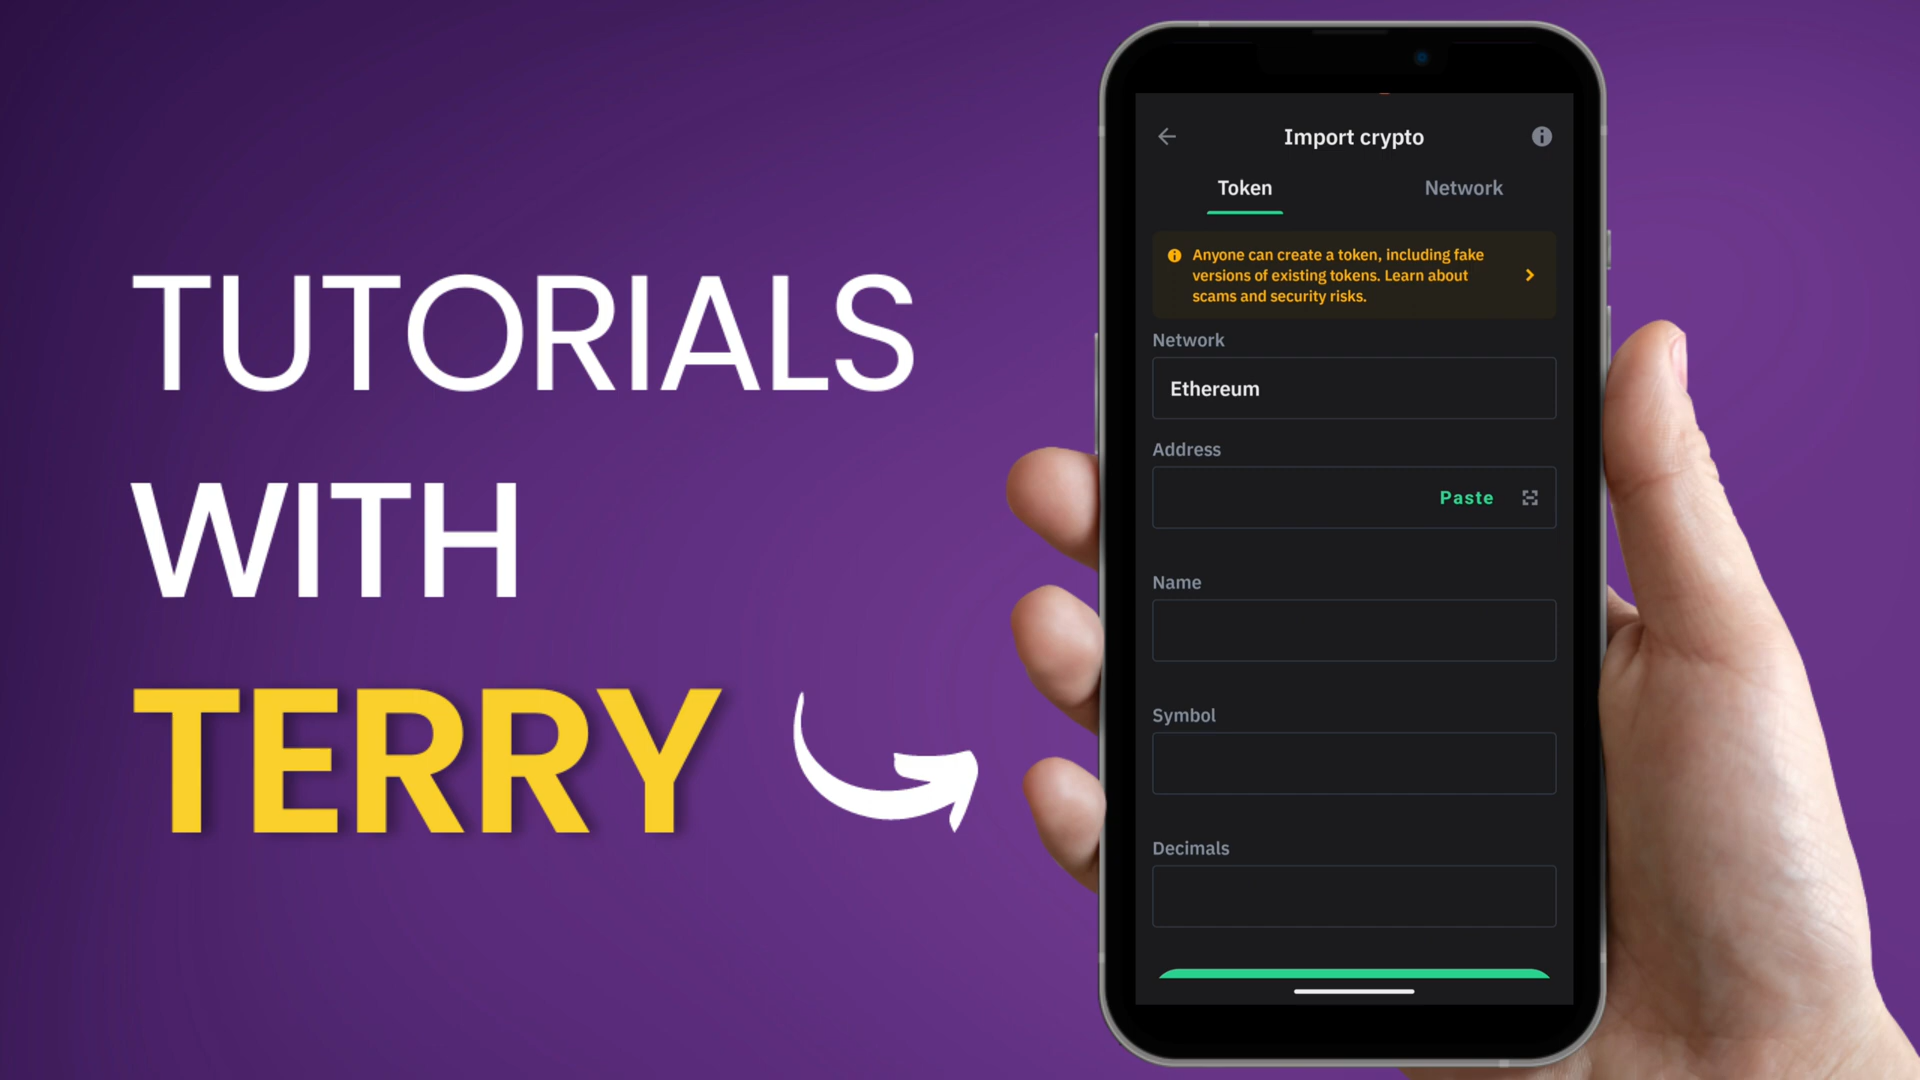 TUTORIALS
WITH
TERRY
Import crypto
Token Network
Anyone can create a token, including fake
versions of existing tokens. Learn about
scams and security risks.
Network
Ethereum
Address
Paste
Name
Symbol
Decimals